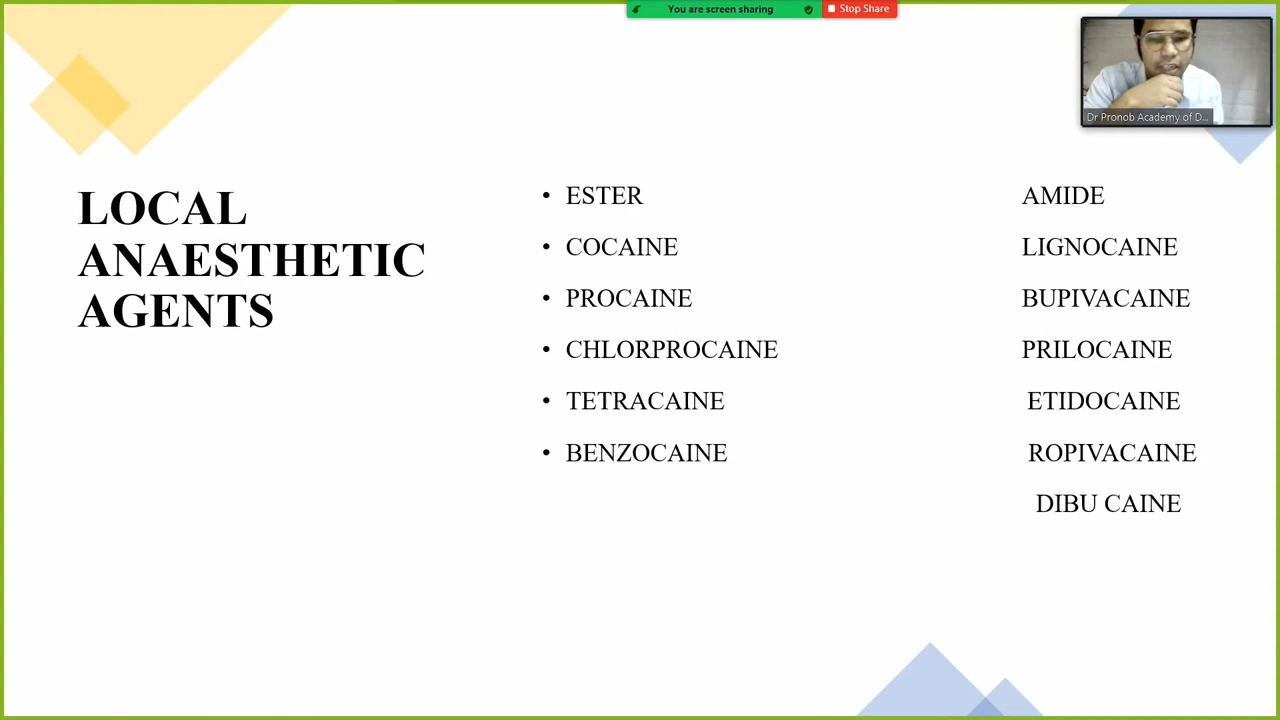 You are screen sharing
Stop Share
Dr Pronob Academy of D...
LOCAL
ANAESTHETIC
AGENTS
• ESTER AMIDE
• COCAINE LIGNOCAINE
• PROCAINE BUPIVACAINE
• CHLORPROCAINE PRILOCAINE
• TETRACAINE ETIDOCAINE
• BENZOCAINE ROPIVACAINE
DIBU CAINE